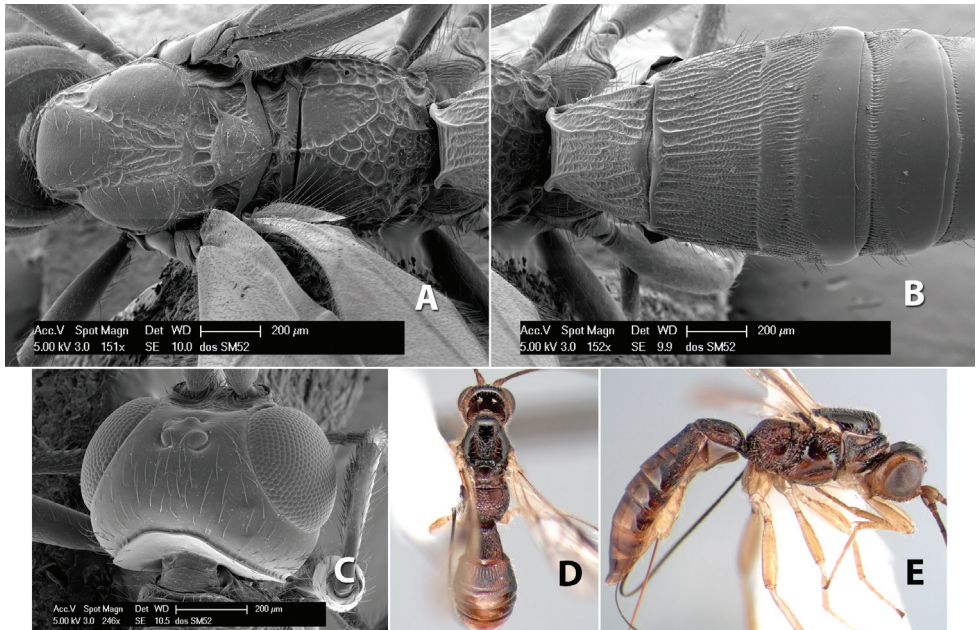 A
Acc.V Spot Magn Det WD 200 µm
5.00 kV 3.0 151x SE 10.0 dos SM52
B
Acc.V Spot Magn Det WD 200 µm
5.00 kV 3.0 152x SE 9.9 dos SM52
C
Acc.V Spot Magn Det WD 200 µm
5.00 kV 3.0 246x SE 10.5 dos SM52
D
E